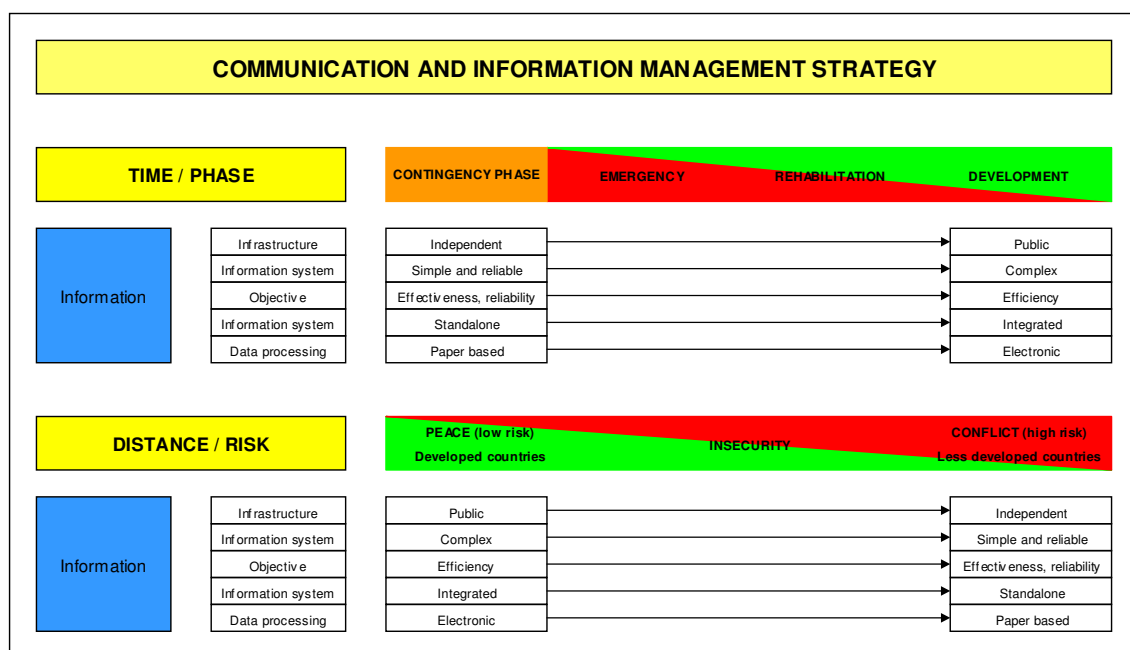 COMMUNICATION AND INFORMATION MANAGEMENT STRATEGY
TIME / PHASE
CONTINGENCY PHASE
EMERGENCY
REHABILITATION
DEVELOPMENT
Information
Infrastructure
Independent
Public
Information system
Simple and reliable
Complex
Objective
Effectiveness, reliability
Efficiency
Information system
Standalone
Integrated
Data processing
Paper based
Electronic
DISTANCE / RISK
PEACE (low risk)
Developed countries
INSECURITY
CONFLICT (high risk)
Less developed countries
Information
Infrastructure
Public
Independent
Information system
Complex
Simple and reliable
Objective
Efficiency
Effectiveness, reliability
Information system
Integrated
Standalone
Data processing
Electronic
Paper based